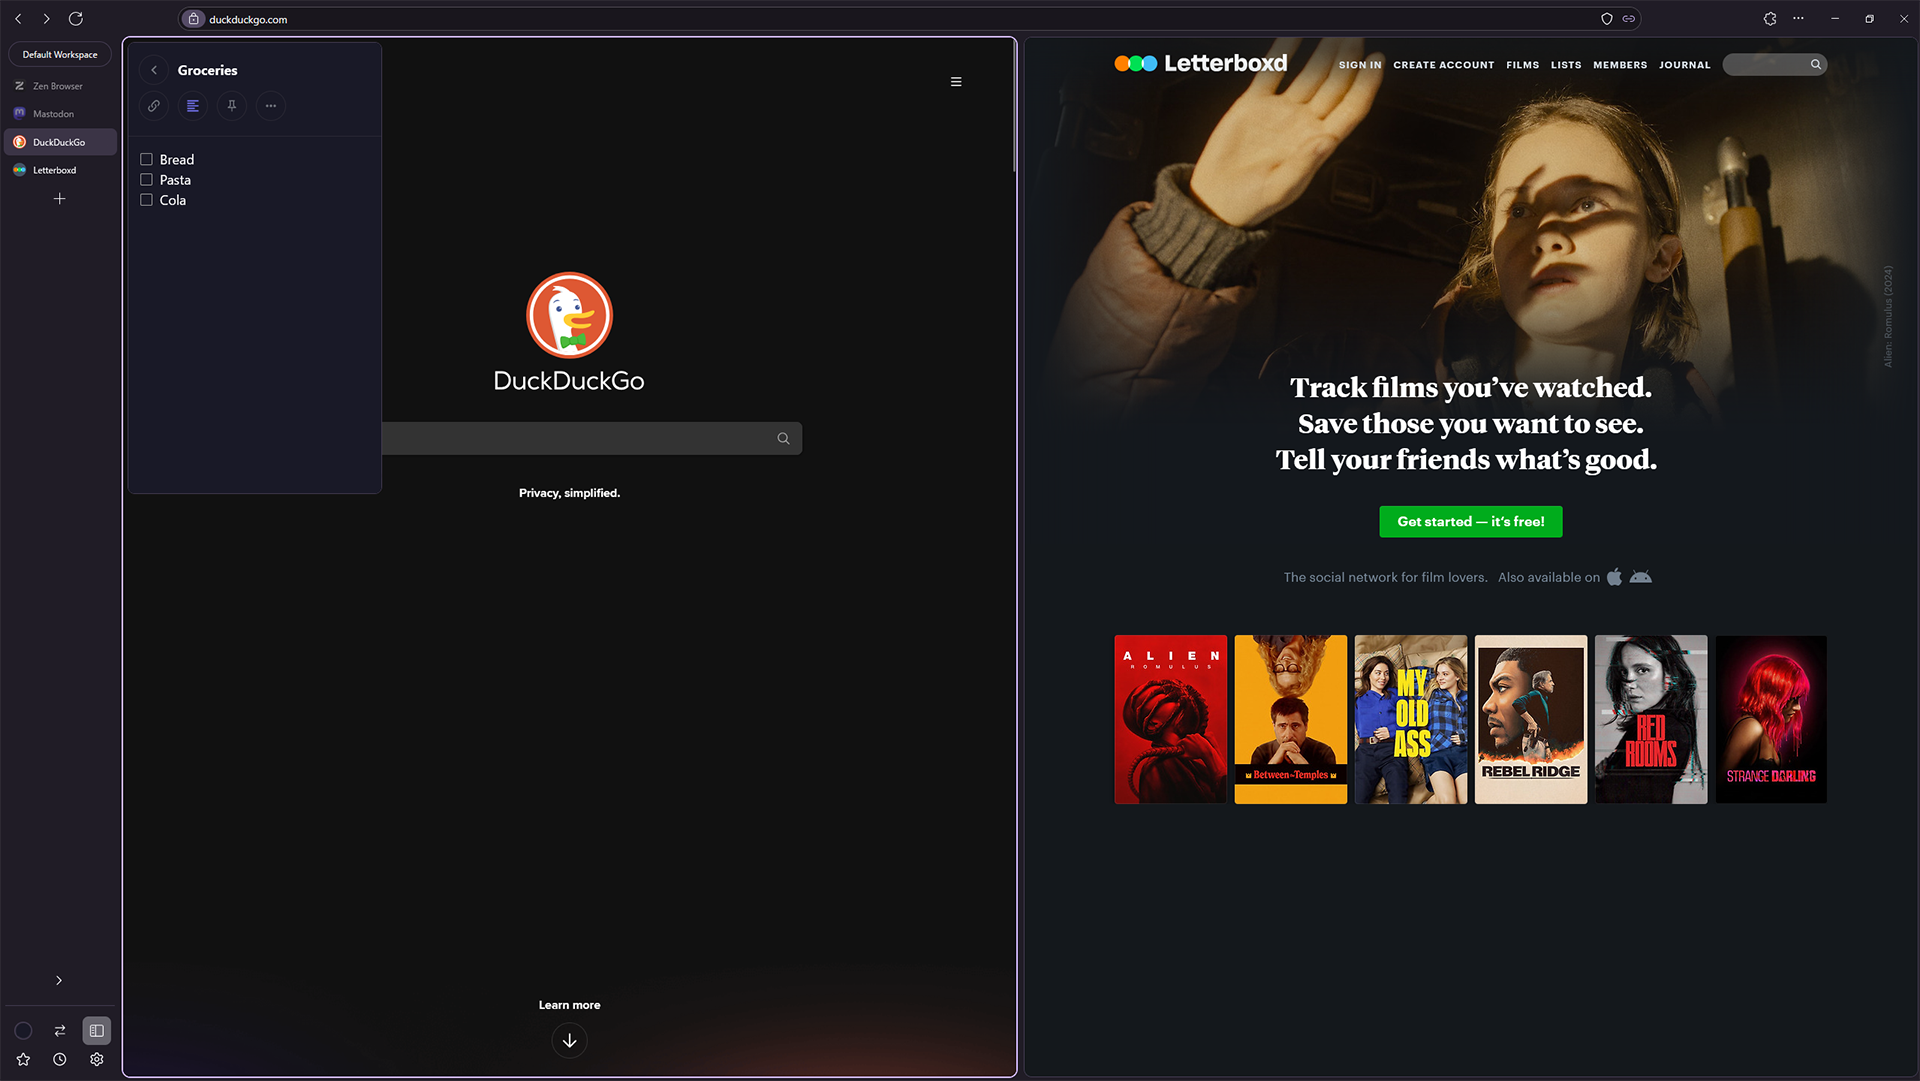 duckduckgo.com
Default Workspace
Zen Browser
Mastodon
DuckDuckGo
Letterboxd
Groceries
Bread
Pasta
Cola
DuckDuckGo
Privacy, simplified.
Learn more
Letterboxd
SIGN IN CREATE ACCOUNT FILMS LISTS MEMBERS JOURNAL
Alien: Romulus (2024)
Track films you’ve watched.
Save those you want to see.
Tell your friends what’s good.
Get started — it’s free!
The social network for film lovers. Also available on
ALIEN
ROMULUS
Between the Temples
MY
OLD
ASS
REBEL RIDGE
RED
ROOMS
STRANGE DARLING